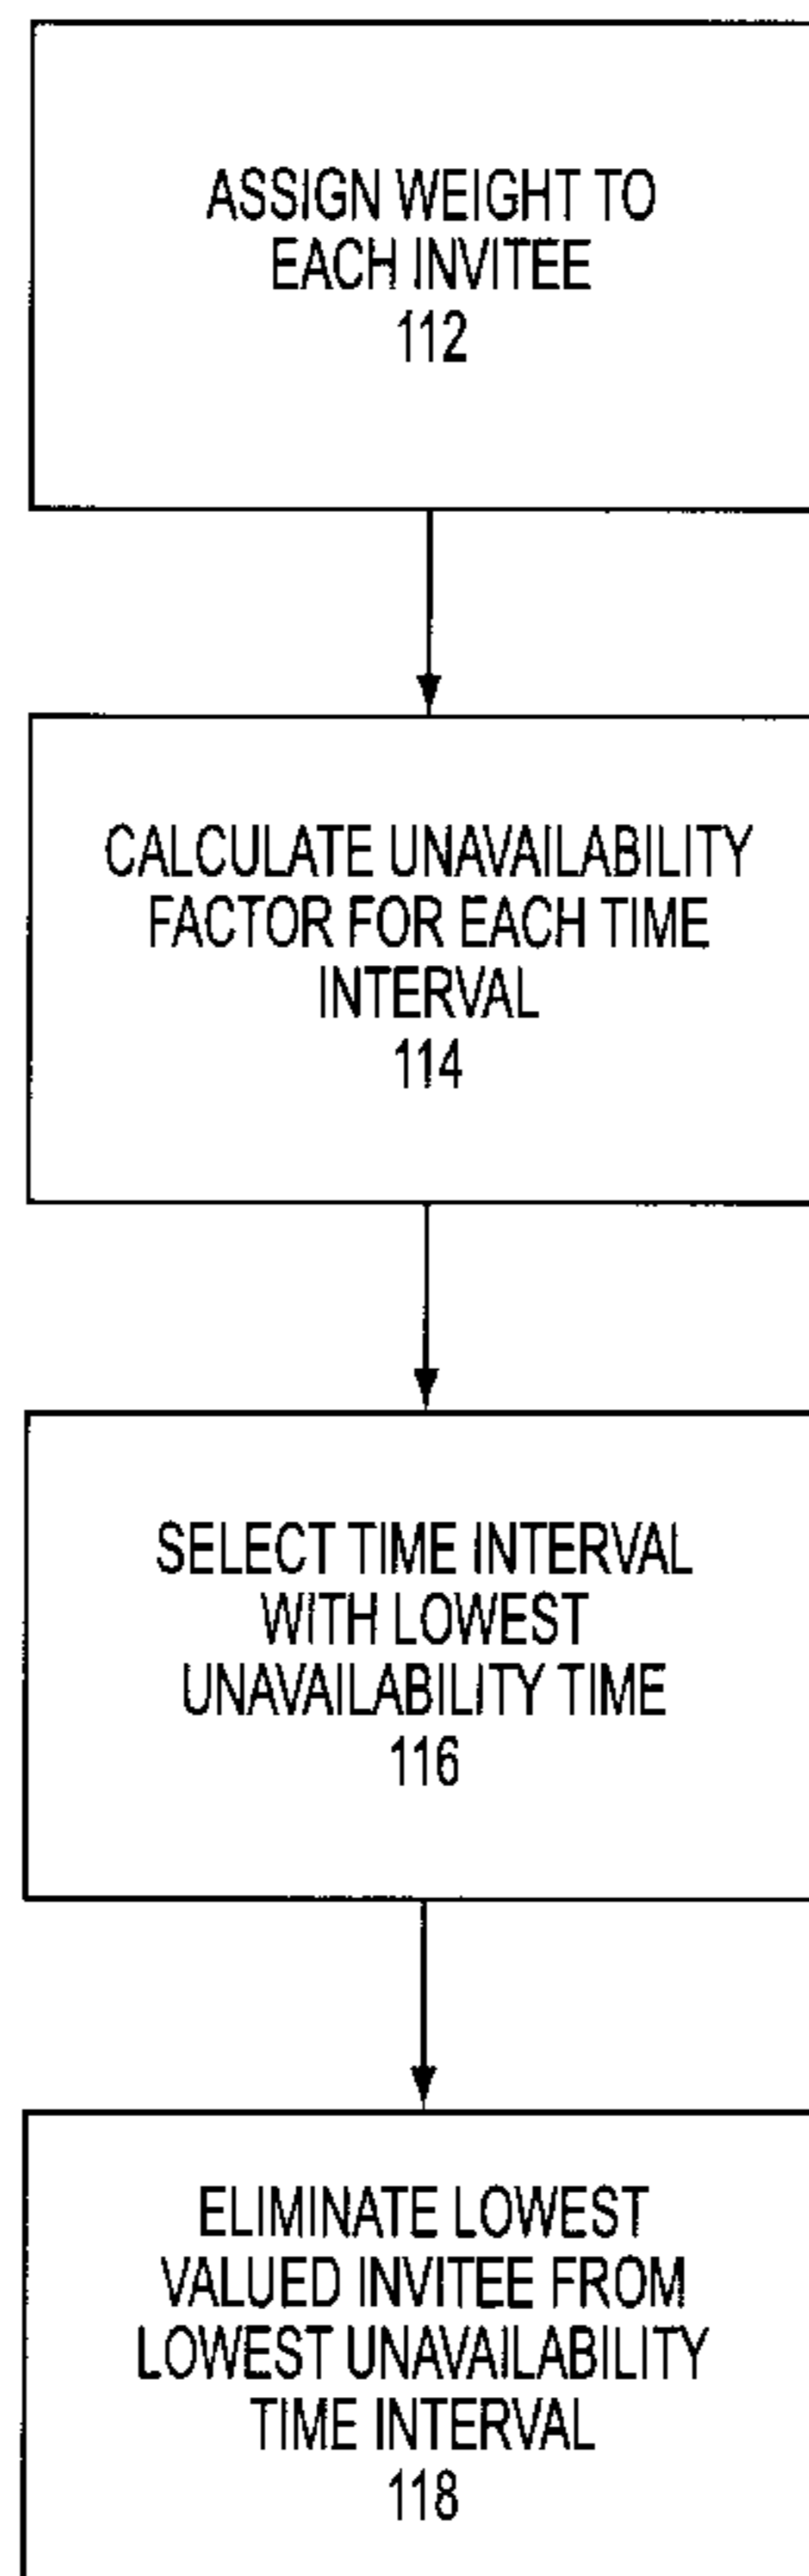 ASSIGN WEIGHT TO
EACH INVITEE
112
CALCULATE UNAVAILABILITY
FACTOR FOR EACH TIME
INTERVAL
114
SELECT TIME INTERVAL
WITH LOWEST
UNAVAILABILITY TIME
116
ELIMINATE LOWEST
VALUED INVITEE FROM
LOWEST UNAVAILABILITY
TIME INTERVAL
118